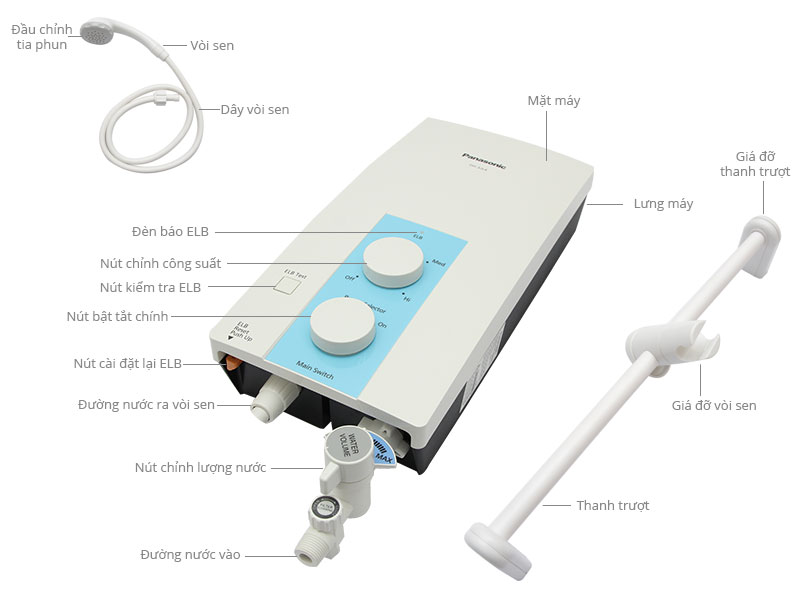 Đầu chỉnh
tia phun
Vòi sen
Dây vòi sen
Mặt máy
Giá đỡ
thanh trượt
Panasonic
Lưng máy
Đèn báo ELB
ELB
Nút chỉnh công suất
Med
Off
ELB Test
Nút kiểm tra ELB
Hi
Nút bật tắt chính
On
ELB
Reset
Push Up
Main Switch
Nút cài đặt lại ELB
Đường nước ra vòi sen
Giá đỡ vòi sen
WATER
VOLUME
MAX
Nút chỉnh lượng nước
Thanh trượt
Đường nước vào